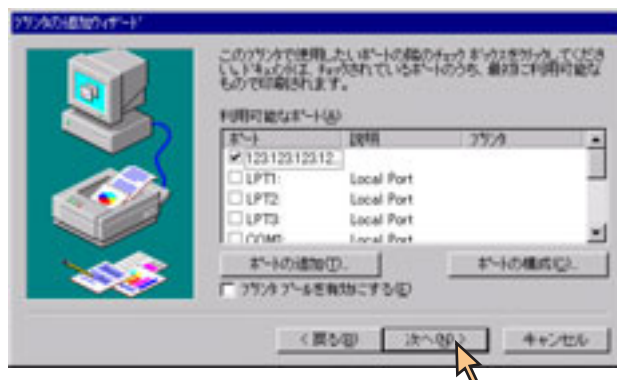 プリンタの追加ウィザード
このプリンタで使用したいポートの隣のチェック ボックスをクリックしてくださ
い。ドキュメントは、チェックされているポートのうち、最初に利用可能な
もので印刷されます。
利用可能なポート(A)
ポート 説明 プリンタ
123.123.123.12...
LPT1: Local Port
LPT2: Local Port
LPT3: Local Port
COM1: Local Port
ポートの追加(T)... ポートの構成(C)...
プリンタ プールを有効にする(E)
< 戻る(B) 次へ(N) > キャンセル